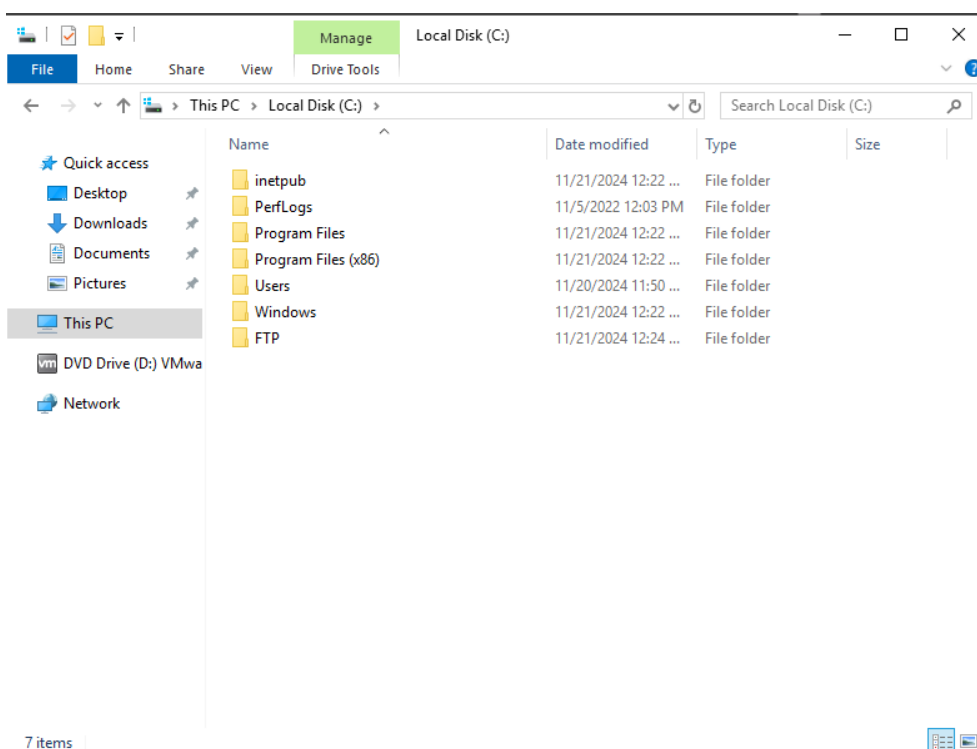 Manage Local Disk (C:)
File Home Share View Drive Tools
This PC Local Disk (C:) Search Local Disk (C:)
Name Date modified Type Size
Quick access
Desktop
Downloads
Documents
Pictures
This PC
vm DVD Drive (D:) VMwa
Network
inetpub 11/21/2024 12:22 ... File folder
PerfLogs 11/5/2022 12:03 PM File folder
Program Files 11/21/2024 12:22 ... File folder
Program Files (x86) 11/21/2024 12:22 ... File folder
Users 11/20/2024 11:50 ... File folder
Windows 11/21/2024 12:22 ... File folder
FTP 11/21/2024 12:24 ... File folder
7 items